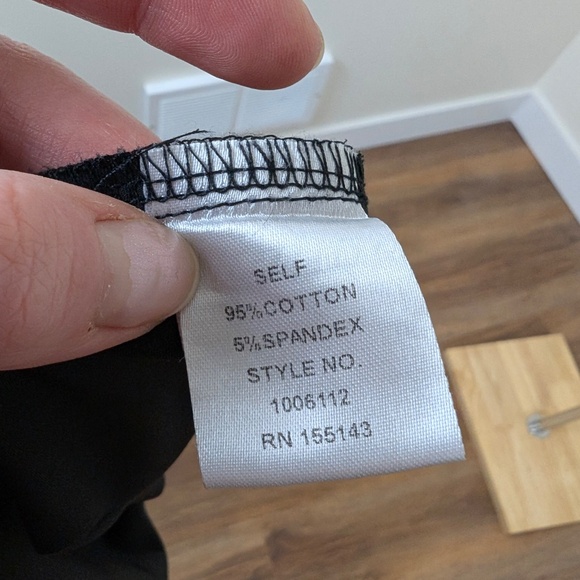 SELF
95%COTTON
5%SPANDEX
STYLE NO.
1006112
RN 155143